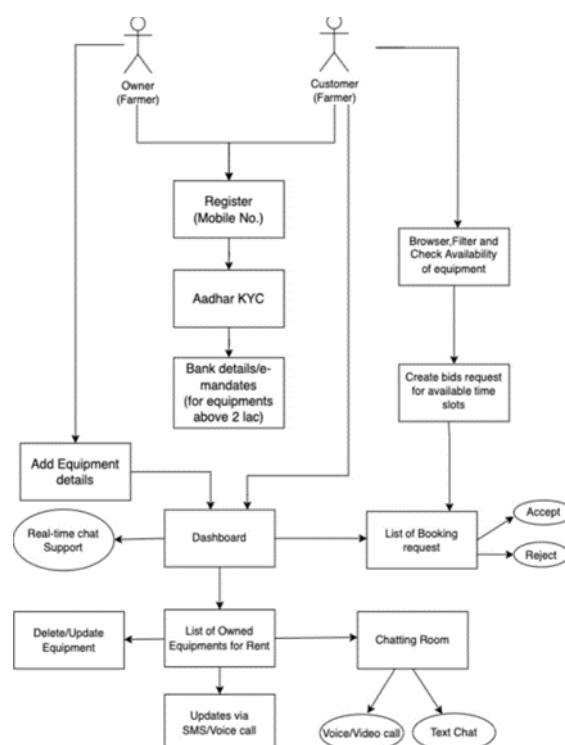 Owner
(Farmer)
Customer
(Farmer)
Register
(Mobile No.)
Browser,Filter and
Check Availability
of equipment
Aadhar KYC
Bank details/e-
mandates
(for equipments
above 2 lac)
Create bids request
for available time
slots
Add Equipment
details
Real-time chat
Support
Dashboard
List of Booking
request
Accept
Reject
Delete/Update
Equipment
List of Owned
Equipments for Rent
Chatting Room
Updates via
SMS/Voice call
Voice/Video call
Text Chat